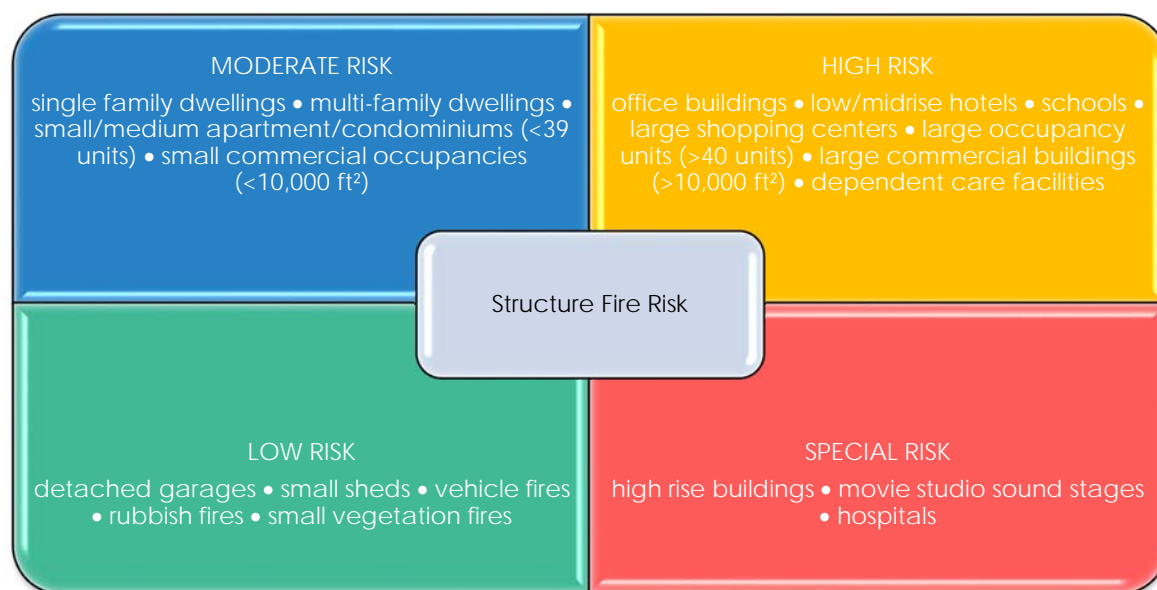 MODERATE RISK
single family dwellings • multi-family dwellings •
small/medium apartment/condominiums (<39
units) • small commercial occupancies
(<10,000 ft²)
HIGH RISK
office buildings • low/midrise hotels • schools •
large shopping centers • large occupancy
units (>40 units) • large commercial buildings
(>10,000 ft²) • dependent care facilities
Structure Fire Risk
LOW RISK
detached garages • small sheds • vehicle fires
• rubbish fires • small vegetation fires
SPECIAL RISK
high rise buildings • movie studio sound stages
• hospitals